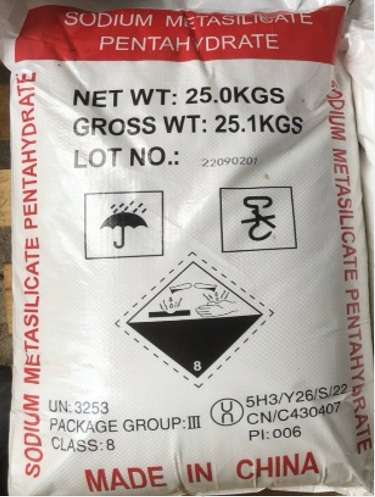 SODIUM METASILICATE
PENTAHYDRATE
SODIUM METASILICATE PENTAHYDRATE
NET WT: 25.0KGS
GROSS WT: 25.1KGS
LOT NO.: 22090201
SODIUM METASILICATE PENTAHYDRATE
8
UN: 3253
PACKAGE GROUP: III
CLASS: 8
5H3/Y26/S/22
CN/C430407
PI: 006
MADE IN CHINA